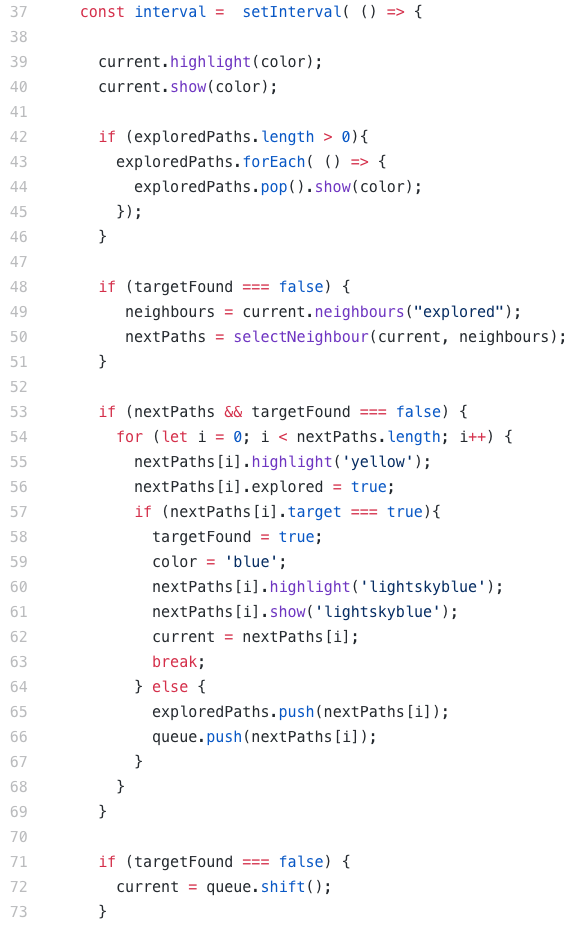 37 const interval =  setInterval( () => {
38
39 current.highlight(color);
40 current.show(color);
41
42 if (exploredPaths.length > 0){
43 exploredPaths.forEach( () => {
44 exploredPaths.pop().show(color);
45 });
46 }
47
48 if (targetFound === false) {
49 neighbours = current.neighbours("explored");
50 nextPaths = selectNeighbour(current, neighbours);
51 }
52
53 if (nextPaths && targetFound === false) {
54 for (let i = 0; i < nextPaths.length; i++) {
55 nextPaths[i].highlight('yellow');
56 nextPaths[i].explored = true;
57 if (nextPaths[i].target === true){
58 targetFound = true;
59 color = 'blue';
60 nextPaths[i].highlight('lightskyblue');
61 nextPaths[i].show('lightskyblue');
62 current = nextPaths[i];
63 break;
64 } else {
65 exploredPaths.push(nextPaths[i]);
66 queue.push(nextPaths[i]);
67 }
68 }
69 }
70
71 if (targetFound === false) {
72 current = queue.shift();
73 }